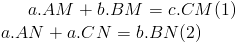 a.AM + b.BM = c.CM(1)
a.AN + a.CN = b.BN(2)